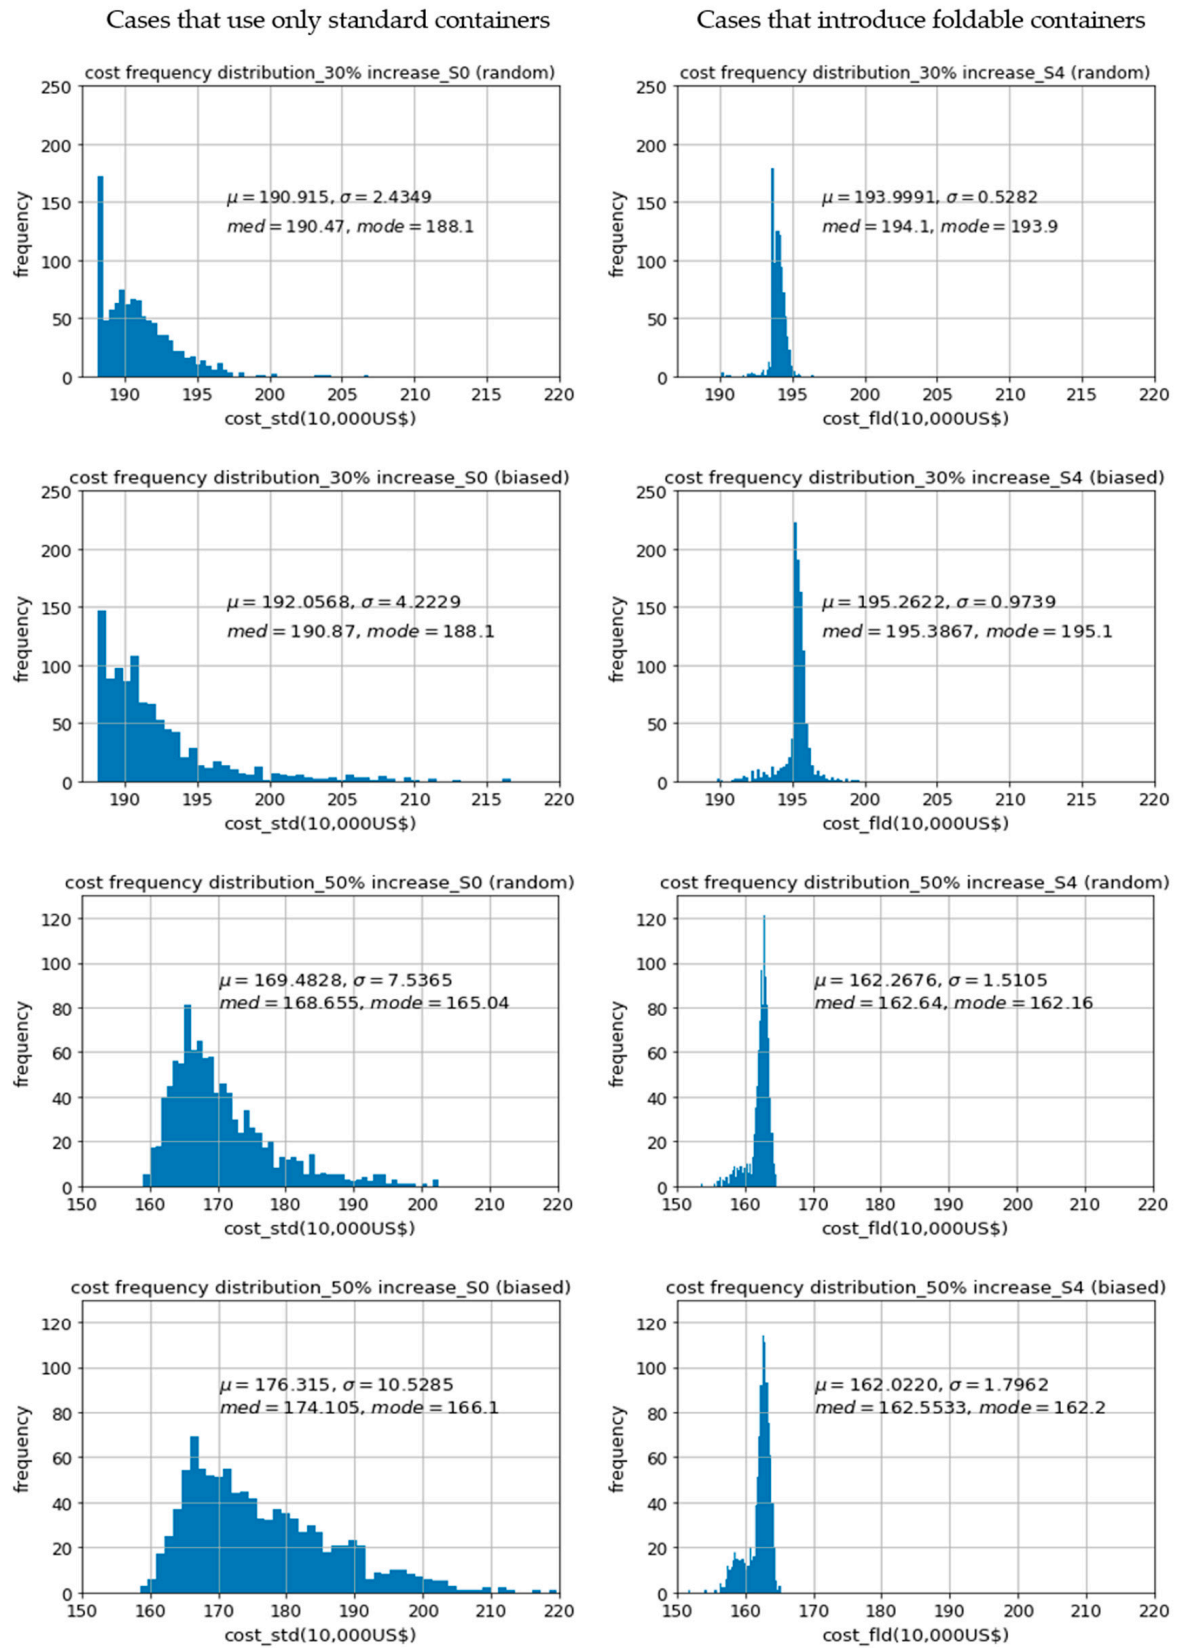 Cases that use only standard containers
Cases that introduce foldable containers
cost frequency distribution_30% increase_S0 (random)
250
200
150
100
50
0
frequency
μ = 190.915, σ = 2.4349
med = 190.47, mode = 188.1
190 195 200 205 210 215 220
cost_std(10,000US$)
cost frequency distribution_30% increase_S4 (random)
250
200
150
100
50
0
frequency
μ = 193.9991, σ = 0.5282
med = 194.1, mode = 193.9
190 195 200 205 210 215 220
cost_fld(10,000US$)
cost frequency distribution_30% increase_S0 (biased)
250
200
150
100
50
0
frequency
μ = 192.0568, σ = 4.2229
med = 190.87, mode = 188.1
190 195 200 205 210 215 220
cost_std(10,000US$)
cost frequency distribution_30% increase_S4 (biased)
250
200
150
100
50
0
frequency
μ = 195.2622, σ = 0.9739
med = 195.3867, mode = 195.1
190 195 200 205 210 215 220
cost_fld(10,000US$)
cost frequency distribution_50% increase_S0 (random)
120
100
80
60
40
20
0
frequency
μ = 169.4828, σ = 7.5365
med = 168.655, mode = 165.04
150 160 170 180 190 200 210 220
cost_std(10,000US$)
cost frequency distribution_50% increase_S4 (random)
120
100
80
60
40
20
0
frequency
μ = 162.2676, σ = 1.5105
med = 162.64, mode = 162.16
150 160 170 180 190 200 210 220
cost_fld(10,000US$)
cost frequency distribution_50% increase_S0 (biased)
120
100
80
60
40
20
0
frequency
μ = 176.315, σ = 10.5285
med = 174.105, mode = 166.1
150 160 170 180 190 200 210 220
cost_std(10,000US$)
cost frequency distribution_50% increase_S4 (biased)
120
100
80
60
40
20
0
frequency
μ = 162.0220, σ = 1.7962
med = 162.5533, mode = 162.2
150 160 170 180 190 200 210 220
cost_fld(10,000US$)